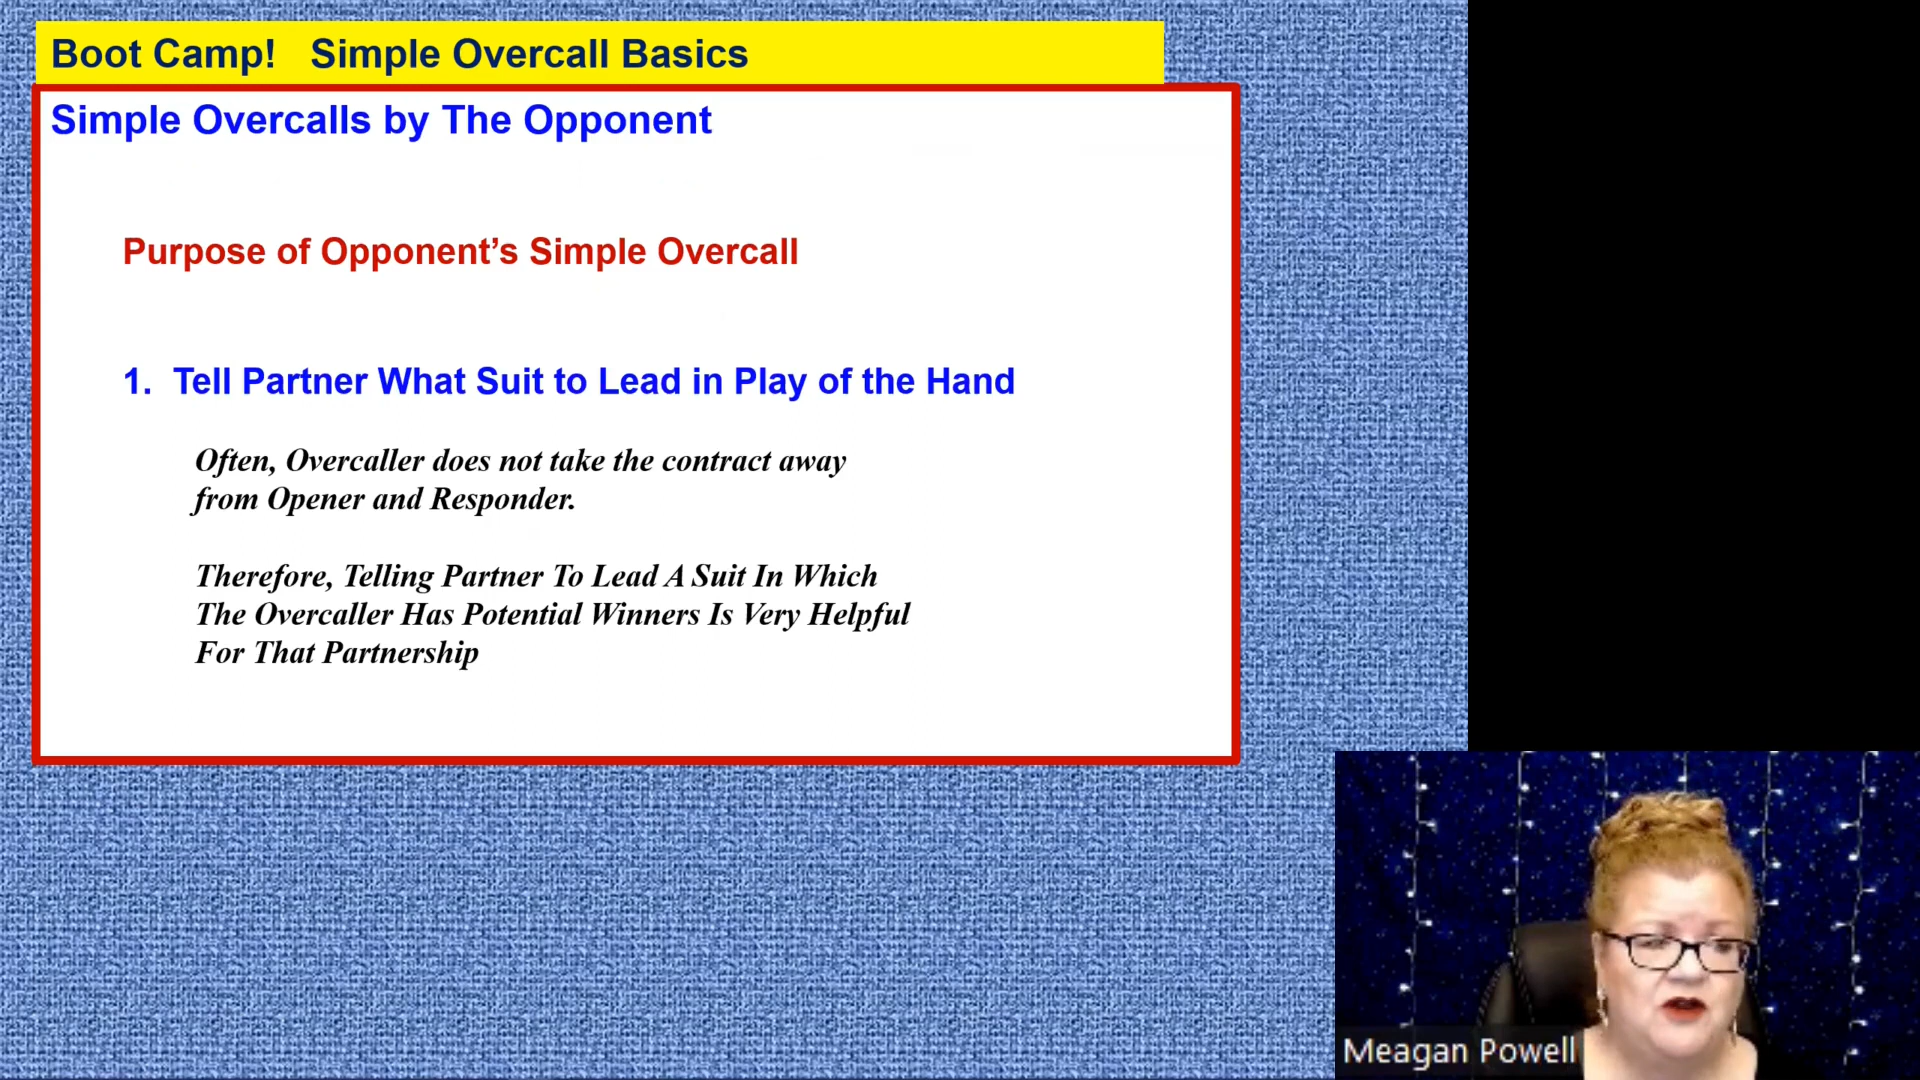 Boot Camp! Simple Overcall Basics
Simple Overcalls by The Opponent
Purpose of Opponent’s Simple Overcall
1. Tell Partner What Suit to Lead in Play of the Hand
Often, Overcaller does not take the contract away
from Opener and Responder.
Therefore, Telling Partner To Lead A Suit In Which
The Overcaller Has Potential Winners Is Very Helpful
For That Partnership
Meagan Powell